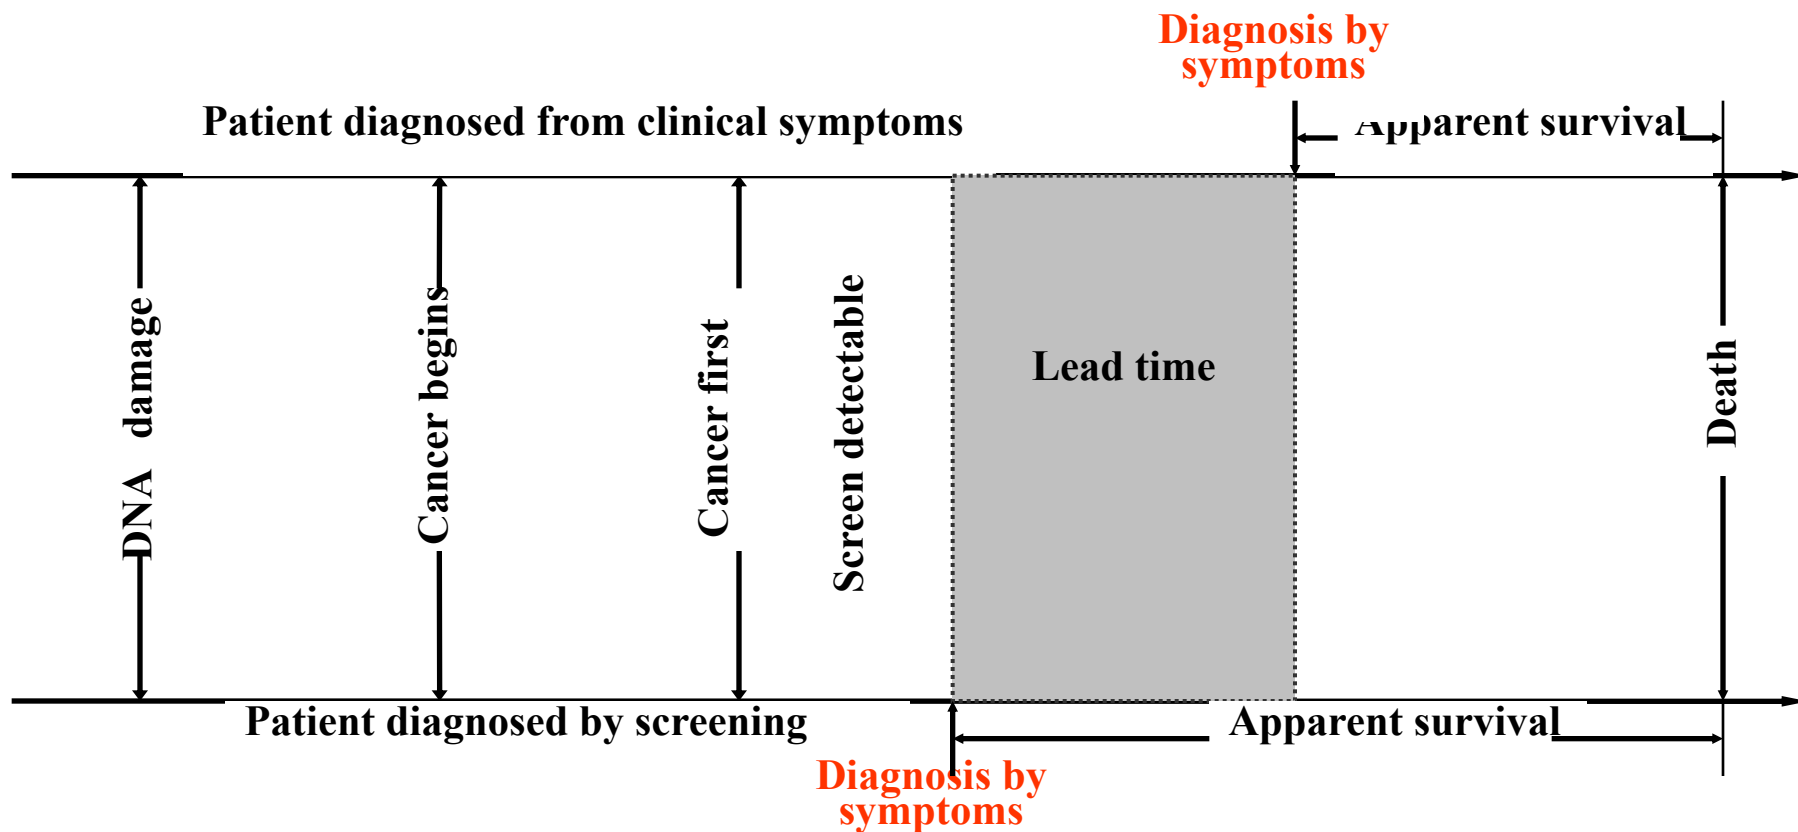 Diagnosis by
symptoms
Patient diagnosed from clinical symptoms
Apparent survival
DNA damage
Cancer begins
Cancer first
Screen detectable
Lead time
Death
Patient diagnosed by screening
Apparent survival
Diagnosis by
symptoms